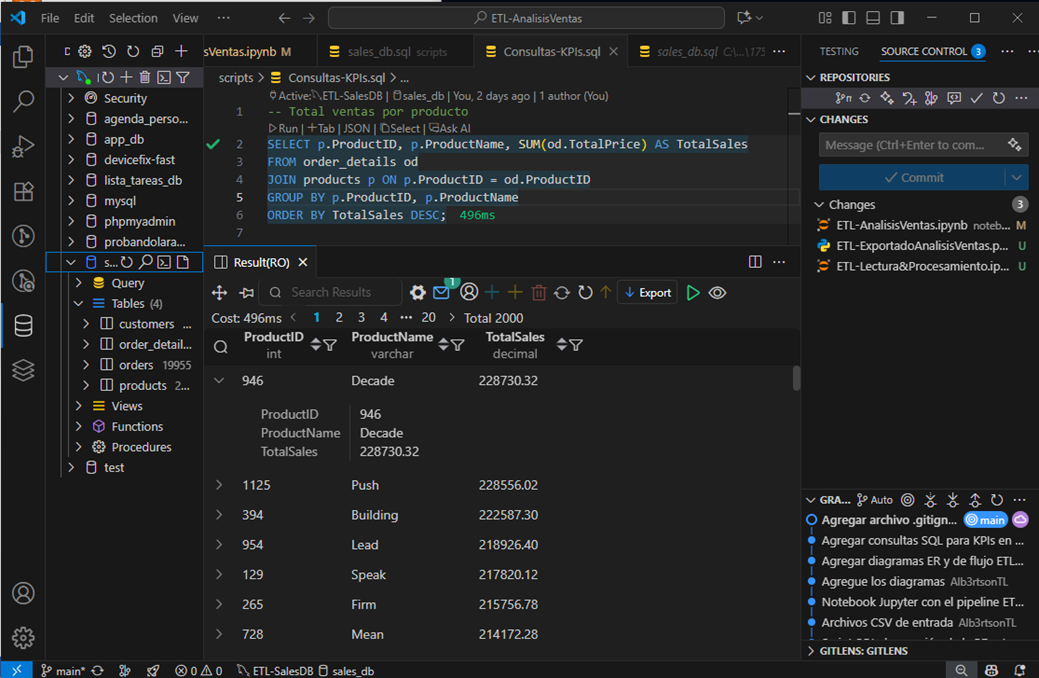 File Edit Selection View ··· ETL-AnalisisVentas
sVentas.ipynb M
sales_db.sql scripts
Consultas-KPIs.sql
sales_db.sql C:\...\175
TESTING
SOURCE CONTROL 3
scripts > Consultas-KPIs.sql > ...
Active: ETL-SalesDB | sales_db | You, 2 days ago | 1 author (You)
1 -- Total ventas por producto
Run | +Tab | JSON | Select | Ask AI
2 SELECT p.ProductID, p.ProductName, SUM(od.TotalPrice) AS TotalSales
3 FROM order_details od
4 JOIN products p ON p.ProductID = od.ProductID
5 GROUP BY p.ProductID, p.ProductName
6 ORDER BY TotalSales DESC; 496ms
7
Security
agenda_perso...
app_db
devicefix-fast
lista_tareas_db
mysql
phpmyadmin
probandolara...
s...
Query
Tables (4)
customers ...
order_detail...
orders 19955
products 2...
Views
Functions
Procedures
test
Result(RO)
Search Results
1
Export
Cost: 496ms < 1 2 3 4 ··· 20 > Total 2000
ProductID ProductName TotalSales
int varchar decimal
946 Decade 228730.32
ProductID 946
ProductName Decade
TotalSales 228730.32
1125 Push 228556.02
394 Building 222587.30
954 Lead 218926.40
129 Speak 217820.12
265 Firm 215756.78
728 Mean 214172.28
REPOSITORIES
CHANGES
Message (Ctrl+Enter to com...
Commit
Changes 3
ETL-AnalisisVentas.ipynb noteb... M
ETL-ExportadoAnalisisVentas.p... U
ETL-Lectura&Procesamiento.ip... U
GRA... Auto
Agregar archivo .gitign... main
Agregar consultas SQL para KPIs en ...
Agregar diagramas ER y de flujo ETL...
Agregue los diagramas Alb3rtsonTL
Notebook Jupyter con el pipeline ET...
Archivos CSV de entrada Alb3rtsonTL
GITLENS: GITLENS
main* 0 0 ETL-SalesDB sales_db